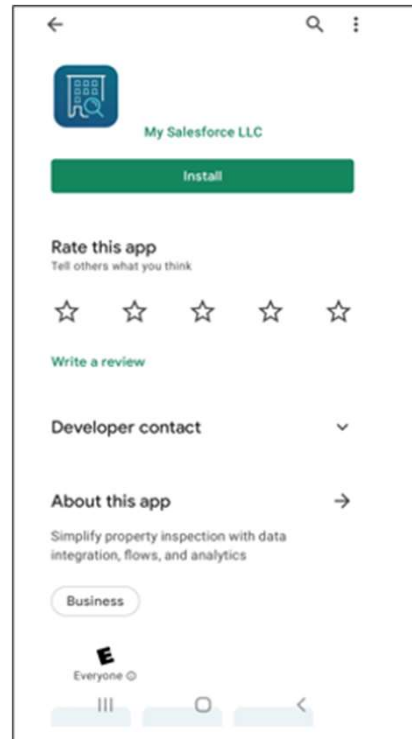 My Salesforce LLC
Install
Rate this app
Tell others what you think
Write a review
Developer contact
About this app
Simplify property inspection with data
integration, flows, and analytics
Business
E
Everyone